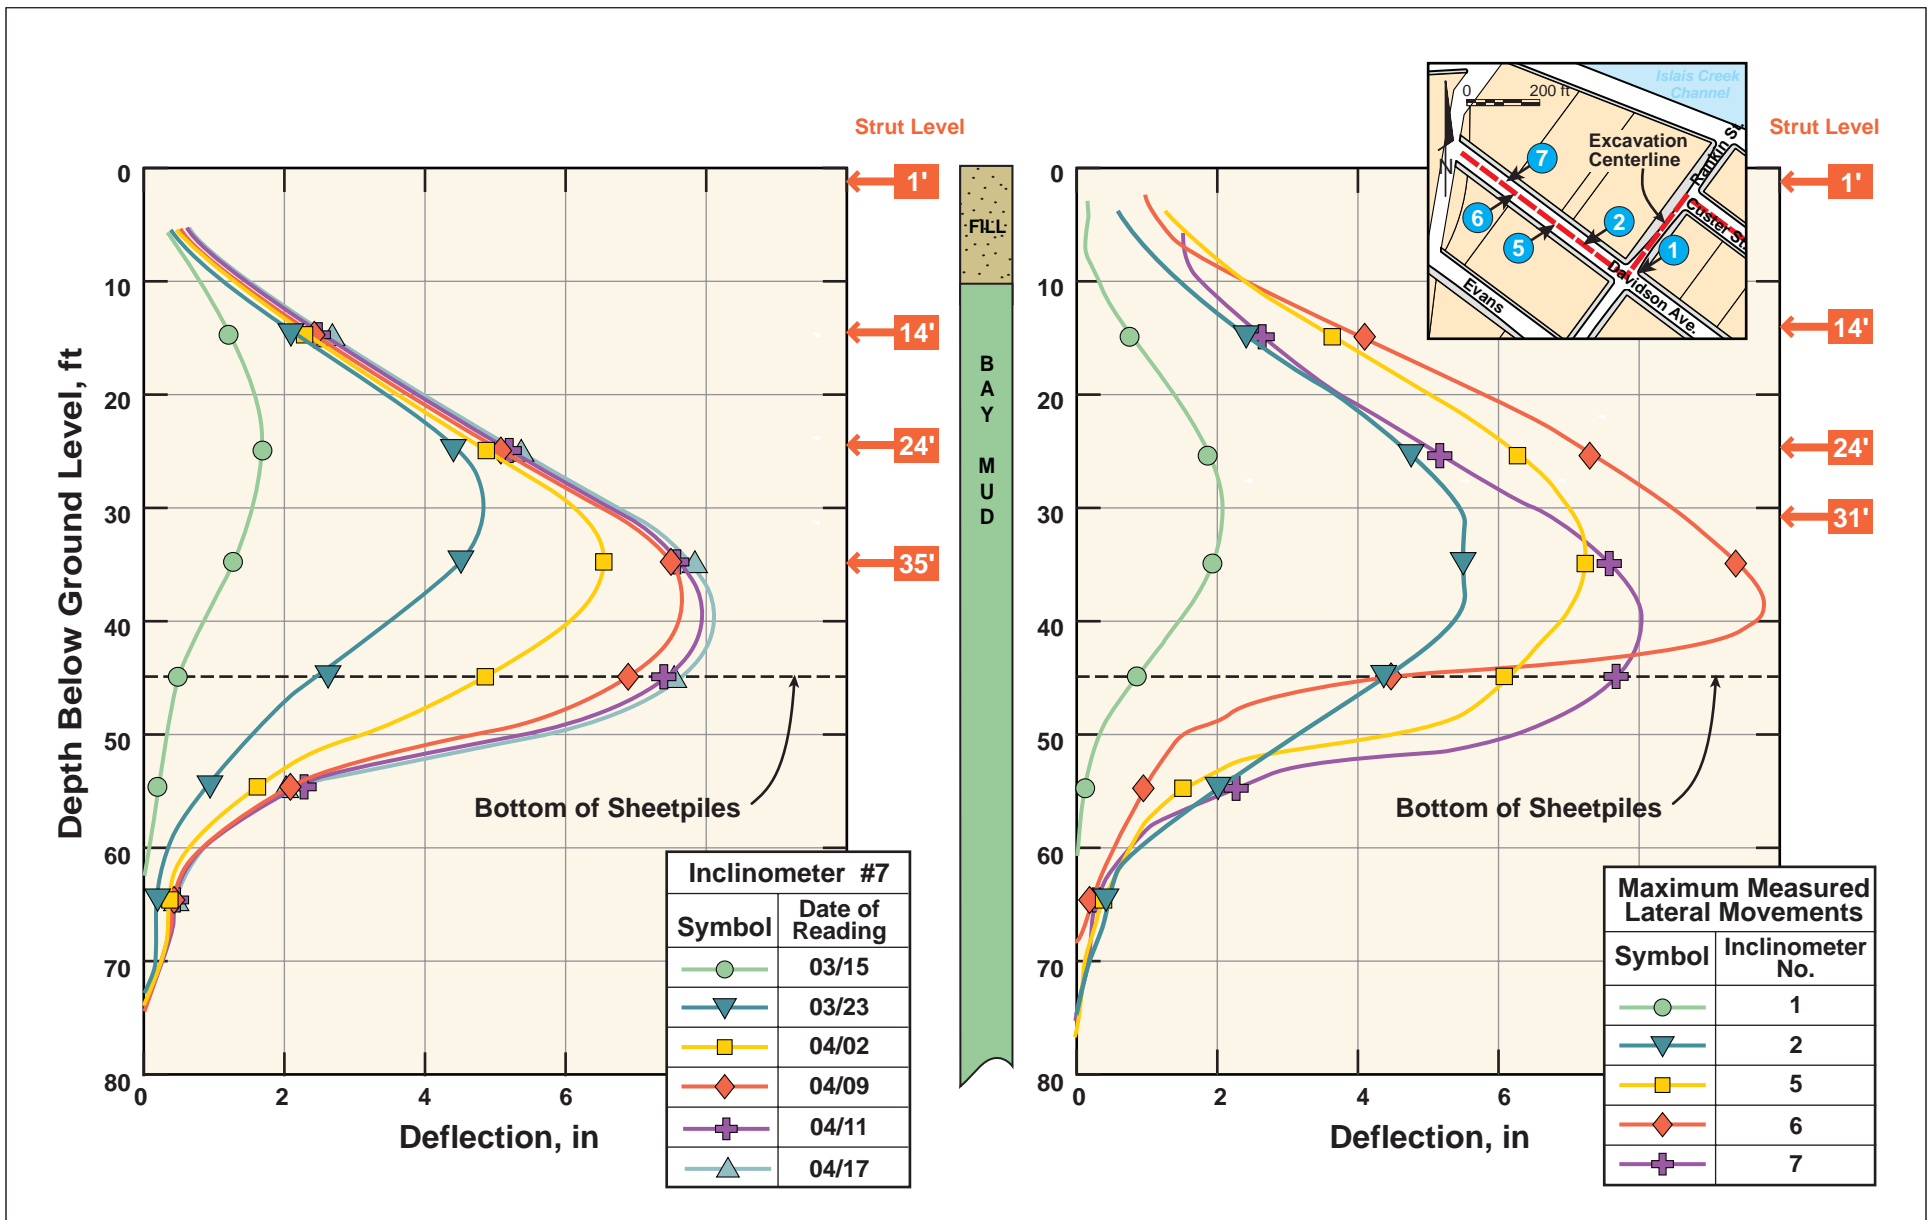 Strut Level
0
10
20
30
40
50
60
70
80
0
2
4
6
Depth Below Ground Level, ft
Deflection, in
1'
14'
24'
35'
Bottom of Sheetpiles
Inclinometer #7
Symbol
Date of
Reading
03/15
03/23
04/02
04/09
04/11
04/17
FILL
B
A
Y
M
U
D
Islais Creek
Channel
0
200 ft
N
Excavation
Centerline
Rankin St.
Custer St.
Davidson Ave.
Evans
7
6
5
2
1
Strut Level
0
10
20
30
40
50
60
70
80
0
2
4
6
Deflection, in
1'
14'
24'
31'
Bottom of Sheetpiles
Maximum Measured
Lateral Movements
Symbol
Inclinometer
No.
1
2
5
6
7